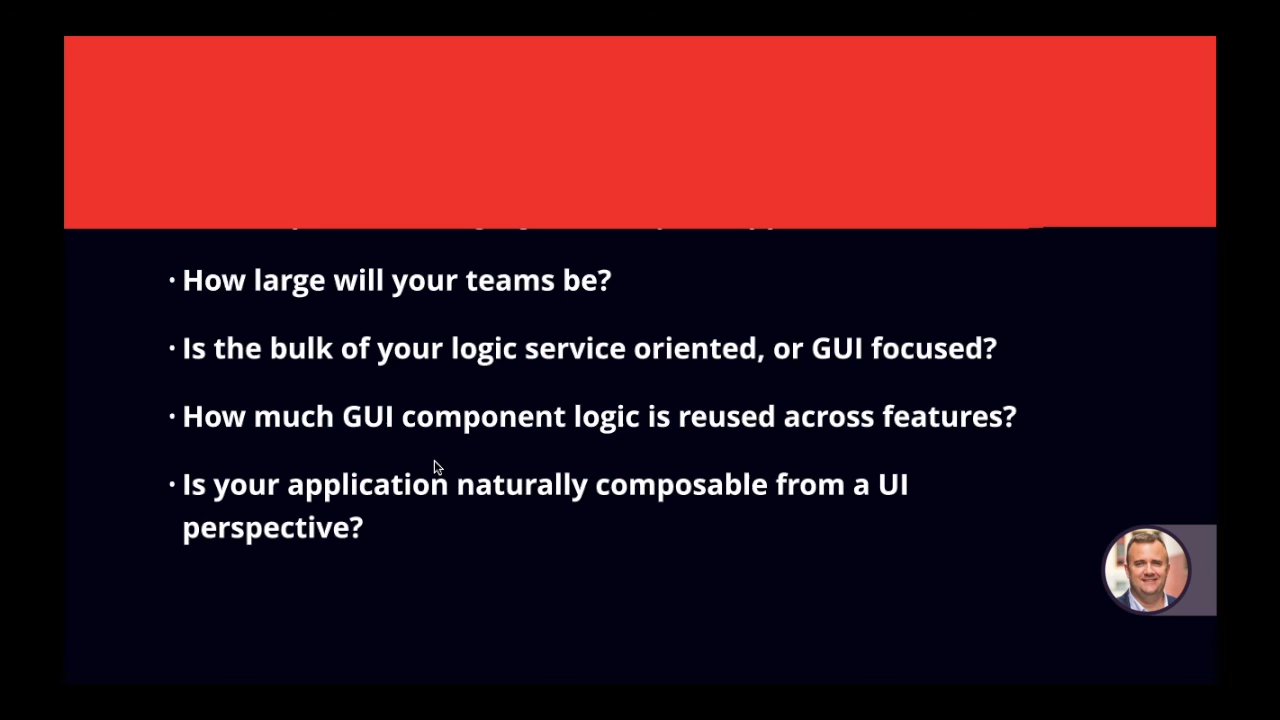 · How large will your teams be?
· Is the bulk of your logic service oriented, or GUI focused?
· How much GUI component logic is reused across features?
· Is your application naturally composable from a UI
perspective?